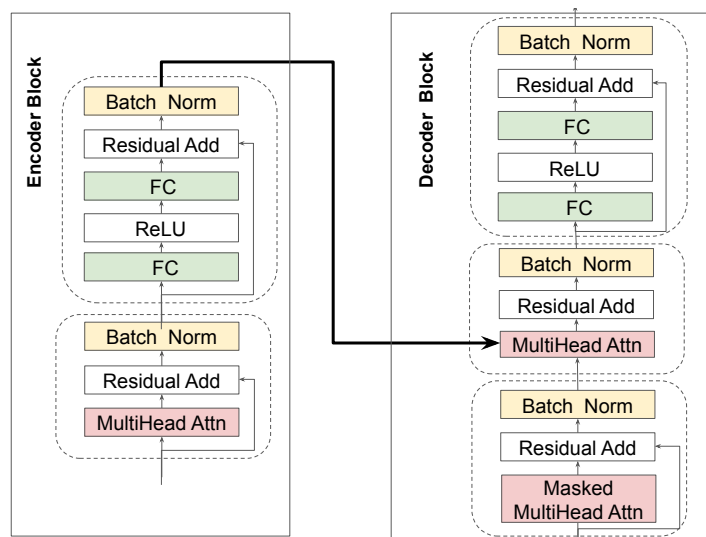 Encoder Block
Batch Norm
Residual Add
FC
ReLU
FC
Batch Norm
Residual Add
MultiHead Attn
Decoder Block
Batch Norm
Residual Add
FC
ReLU
FC
Batch Norm
Residual Add
MultiHead Attn
Batch Norm
Residual Add
Masked
MultiHead Attn